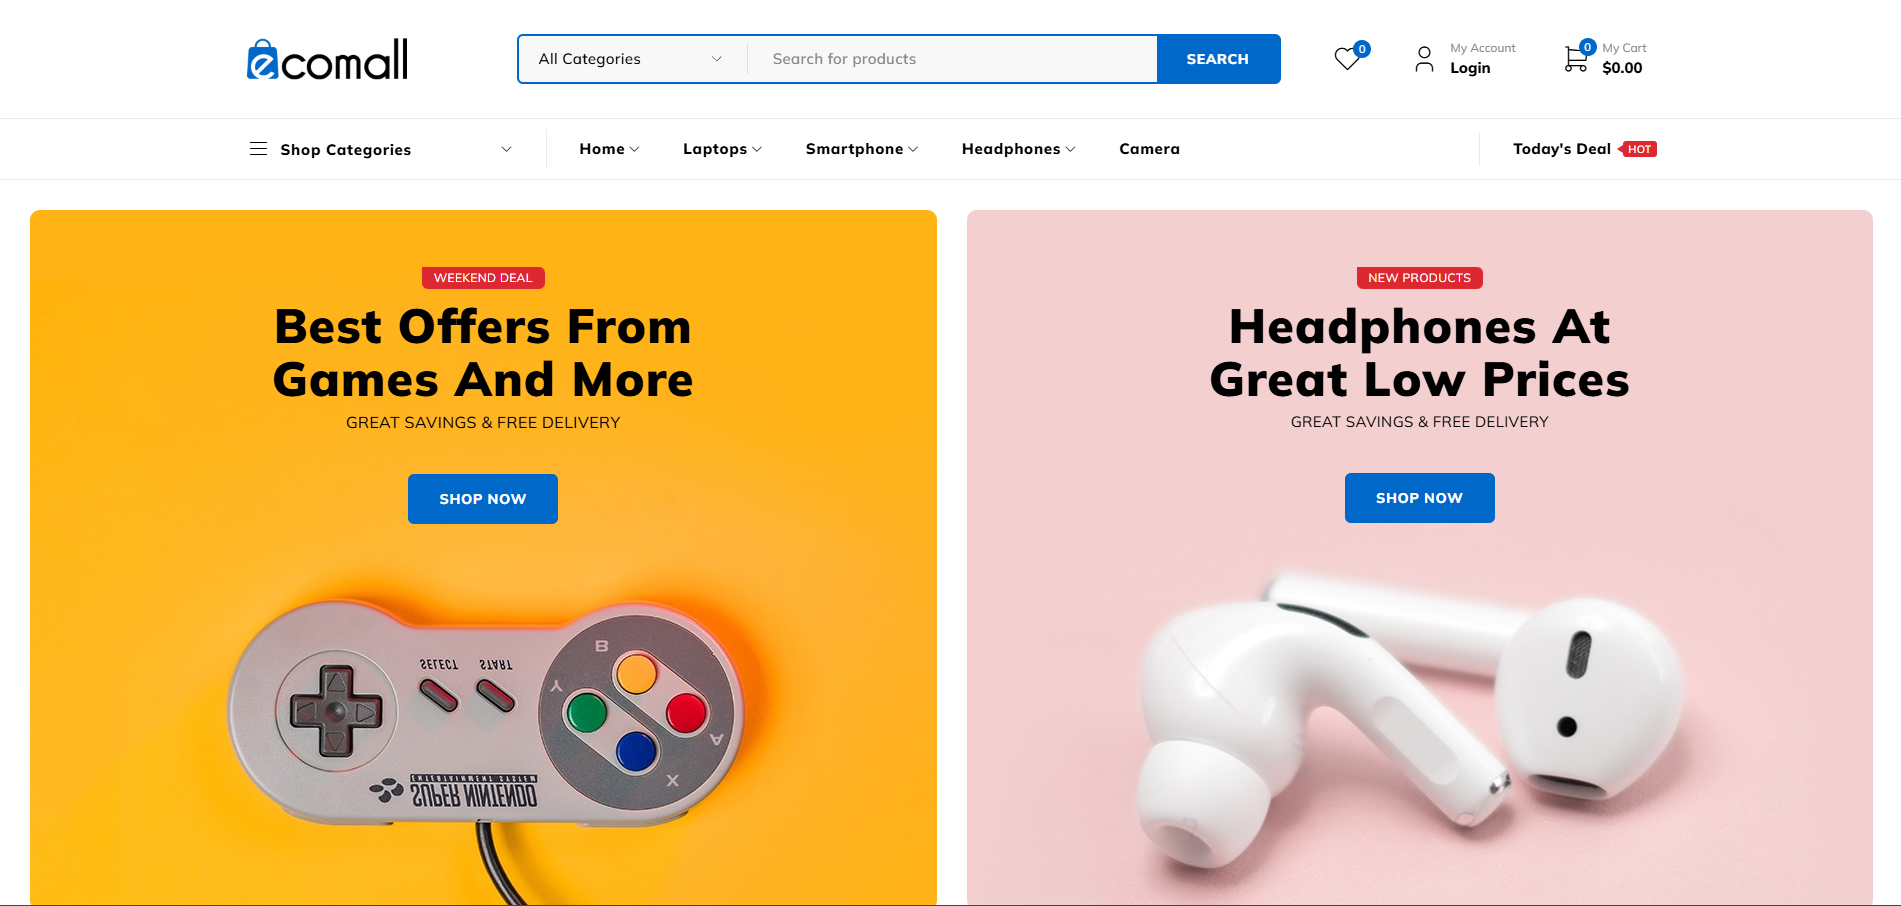 ecomall
All Categories
Search for products
SEARCH
0
My Account
Login
0
My Cart
$0.00
Shop Categories
Home
Laptops
Smartphone
Headphones
Camera
Today's Deal
HOT
WEEKEND DEAL
Best Offers From
Games And More
GREAT SAVINGS & FREE DELIVERY
SHOP NOW
SELECT
START
B
Y
A
X
ENTERTAINMENT SYSTEM
SUPER NINTENDO
NEW PRODUCTS
Headphones At
Great Low Prices
GREAT SAVINGS & FREE DELIVERY
SHOP NOW